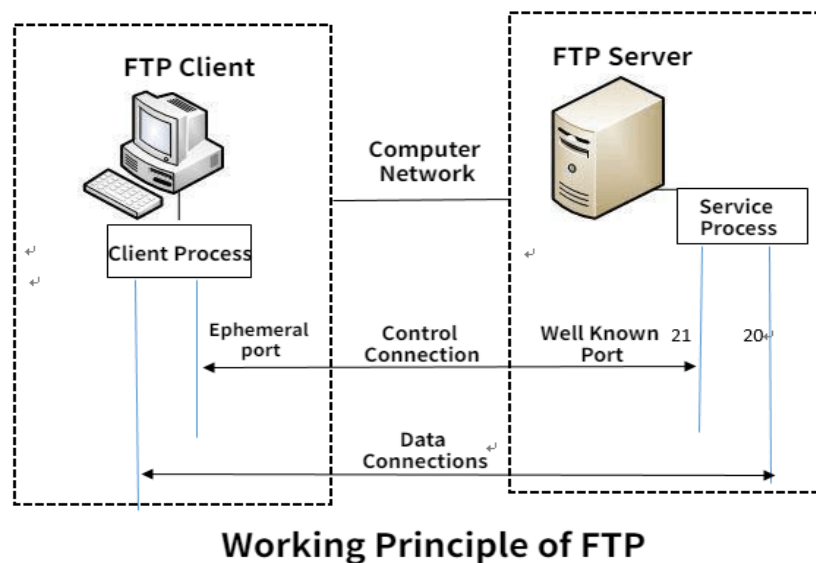 FTP Client
FTP Server
Computer
Network
Service
Process
Client Process
Ephemeral
port
Control
Connection
Well Known
Port
21
20
Data
Connections
Working Principle of FTP